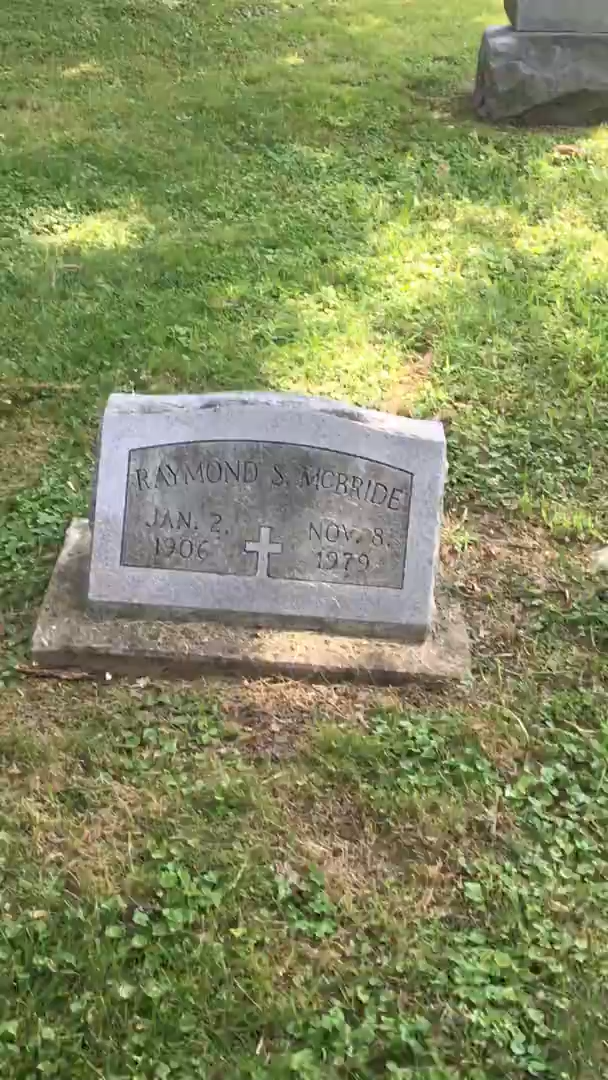 RAYMOND S. MCBRIDE
JAN. 2, NOV. 8,
1906 1979